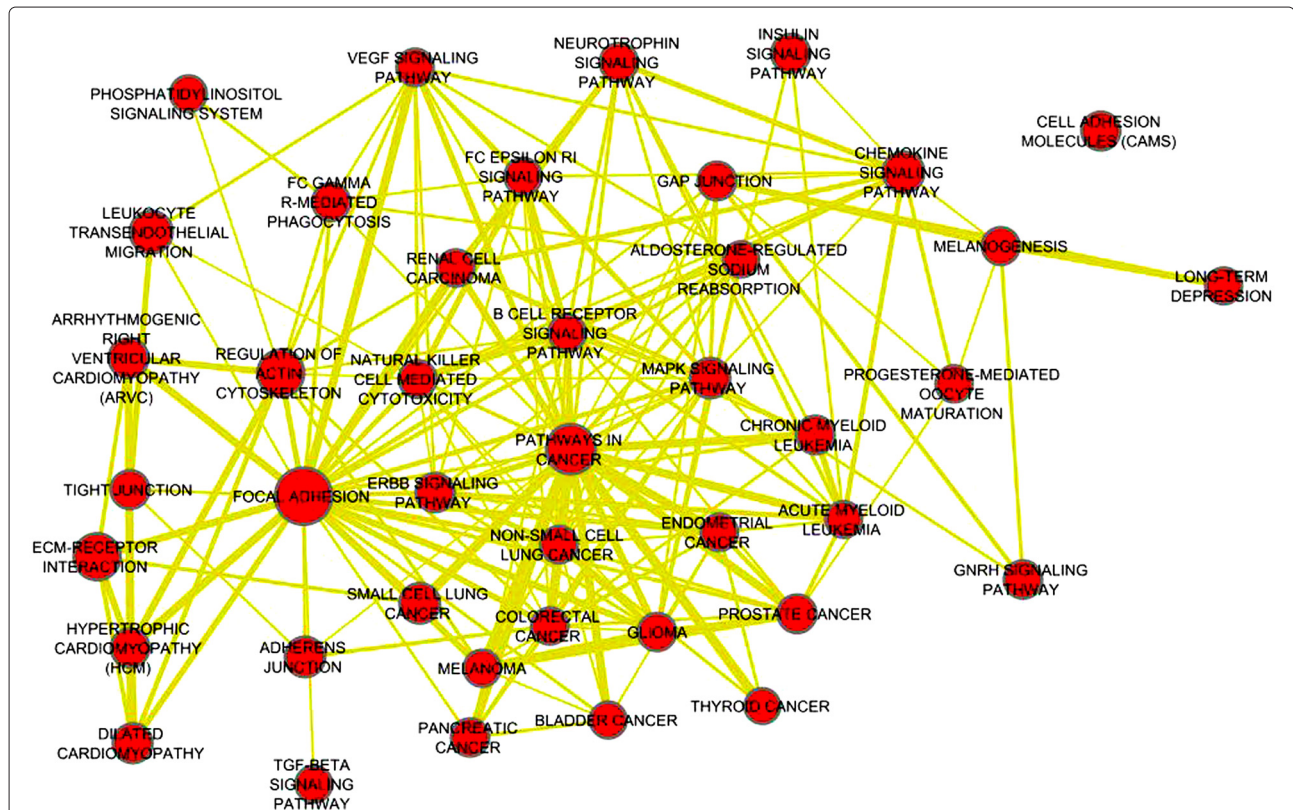 VEGF SIGNALING
PATHWAY
NEUROTROPHIN
SIGNALING
PATHWAY
INSULIN
SIGNALING
PATHWAY
PHOSPHATIDYLINOSITOL
SIGNALING SYSTEM
CELL ADHESION
MOLECULES (CAMS)
FC EPSILON RI
SIGNALING
PATHWAY
CHEMOKINE
SIGNALING
PATHWAY
FC GAMMA
R-MEDIATED
PHAGOCYTOSIS
GAP JUNCTION
LEUKOCYTE
TRANSENDOTHELIAL
MIGRATION
RENAL CELL
CARCINOMA
ALDOSTERONE-REGULATED
SODIUM
REABSORPTION
MELANOGENESIS
LONG-TERM
DEPRESSION
ARRHYTHMOGENIC
RIGHT
VENTRICULAR
CARDIOMYOPATHY
(ARVC)
REGULATION OF
ACTIN
CYTOSKELETON
NATURAL KILLER
CELL MEDIATED
CYTOTOXICITY
B CELL RECEPTOR
SIGNALING
PATHWAY
MAPK SIGNALING
PATHWAY
PROGESTERONE-MEDIATED
OOCYTE
MATURATION
PATHWAYS IN
CANCER
CHRONIC MYELOID
LEUKEMIA
TIGHT JUNCTION
FOCAL ADHESION
ERBB SIGNALING
PATHWAY
NON-SMALL CELL
LUNG CANCER
ENDOMETRIAL
CANCER
ACUTE MYELOID
LEUKEMIA
ECM-RECEPTOR
INTERACTION
GNRH SIGNALING
PATHWAY
SMALL CELL LUNG
CANCER
COLORECTAL
CANCER
GLIOMA
PROSTATE CANCER
HYPERTROPHIC
CARDIOMYOPATHY
(HCM)
ADHERENS
JUNCTION
MELANOMA
THYROID CANCER
BLADDER CANCER
PANCREATIC
CANCER
DILATED
CARDIOMYOPATHY
TGF-BETA
SIGNALING
PATHWAY